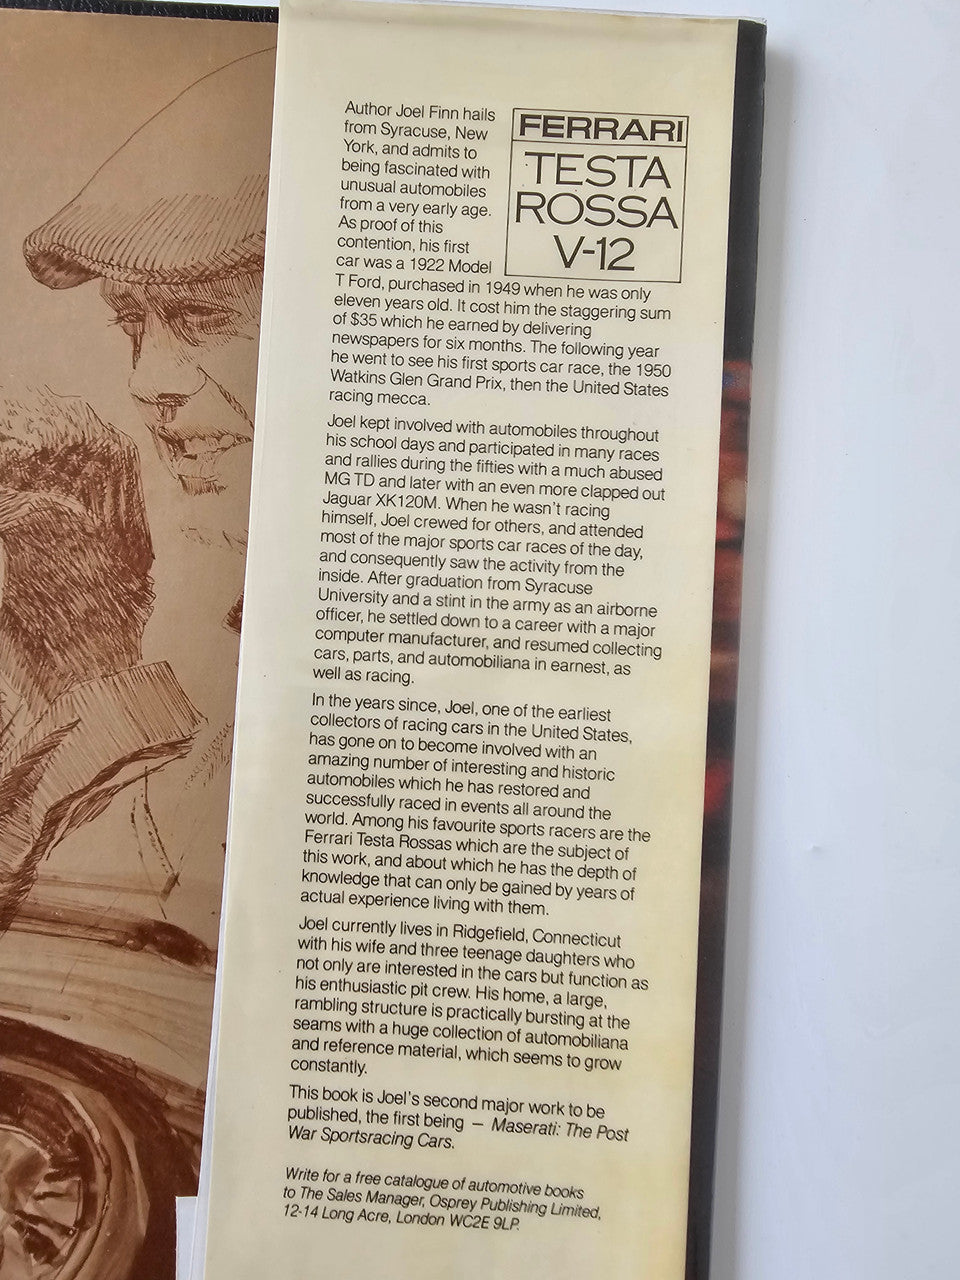 Author Joel Finn hails
from Syracuse, New
York, and admits to
being fascinated with
unusual automobiles
from a very early age.
As proof of this
contention, his first
car was a 1922 Model
FERRARI
TESTA
ROSSA
V-12
T Ford, purchased in 1949 when he was only
eleven years old. It cost him the staggering sum
of $35 which he earned by delivering
newspapers for six months. The following year
he went to see his first sports car race, the 1950
Watkins Glen Grand Prix, then the United States
racing mecca.
Joel kept involved with automobiles throughout
his school days and participated in many races
and rallies during the fifties with a much abused
MG TD and later with an even more clapped out
Jaguar XK120M. When he wasn't racing
himself, Joel crewed for others, and attended
most of the major sports car races of the day,
and consequently saw the activity from the
inside. After graduation from Syracuse
University and a stint in the army as an airborne
officer, he settled down to a career with a major
computer manufacturer, and resumed collecting
cars, parts, and automobiliana in earnest, as
well as racing.
In the years since, Joel, one of the earliest
collectors of racing cars in the United States,
has gone on to become involved with an
amazing number of interesting and historic
automobiles which he has restored and
successfully raced in events all around the
world. Among his favourite sports racers are the
Ferrari Testa Rossas which are the subject of
this work, and about which he has the depth of
knowledge that can only be gained by years of
actual experience living with them.
Joel currently lives in Ridgefield, Connecticut
with his wife and three teenage daughters who
not only are interested in the cars but function as
his enthusiastic pit crew. His home, a large,
rambling structure is practically bursting at the
seams with a huge collection of automobiliana
and reference material, which seems to grow
constantly.
This book is Joel's second major work to be
published, the first being — Maserati: The Post
War Sportsracing Cars.
Write for a free catalogue of automotive books
to The Sales Manager, Osprey Publishing Limited,
12-14 Long Acre, London WC2E 9LP.